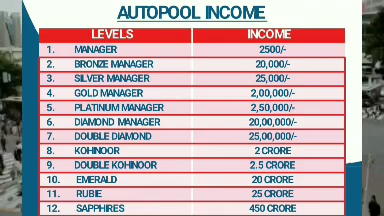 AUTOPOOL INCOME
LEVELS INCOME
1. MANAGER 2500/-
2. BRONZE MANAGER 20,000/-
3. SILVER MANAGER 25,000/-
4. GOLD MANAGER 2,00,000/-
5. PLATINUM MANAGER 2,50,000/-
6. DIAMOND MANAGER 20,00,000/-
7. DOUBLE DIAMOND 25,00,000/-
8. KOHINOOR 2 CRORE
9. DOUBLE KOHINOOR 2.5 CRORE
10. EMERALD 20 CRORE
11. RUBIE 25 CRORE
12. SAPPHIRES 450 CRORE